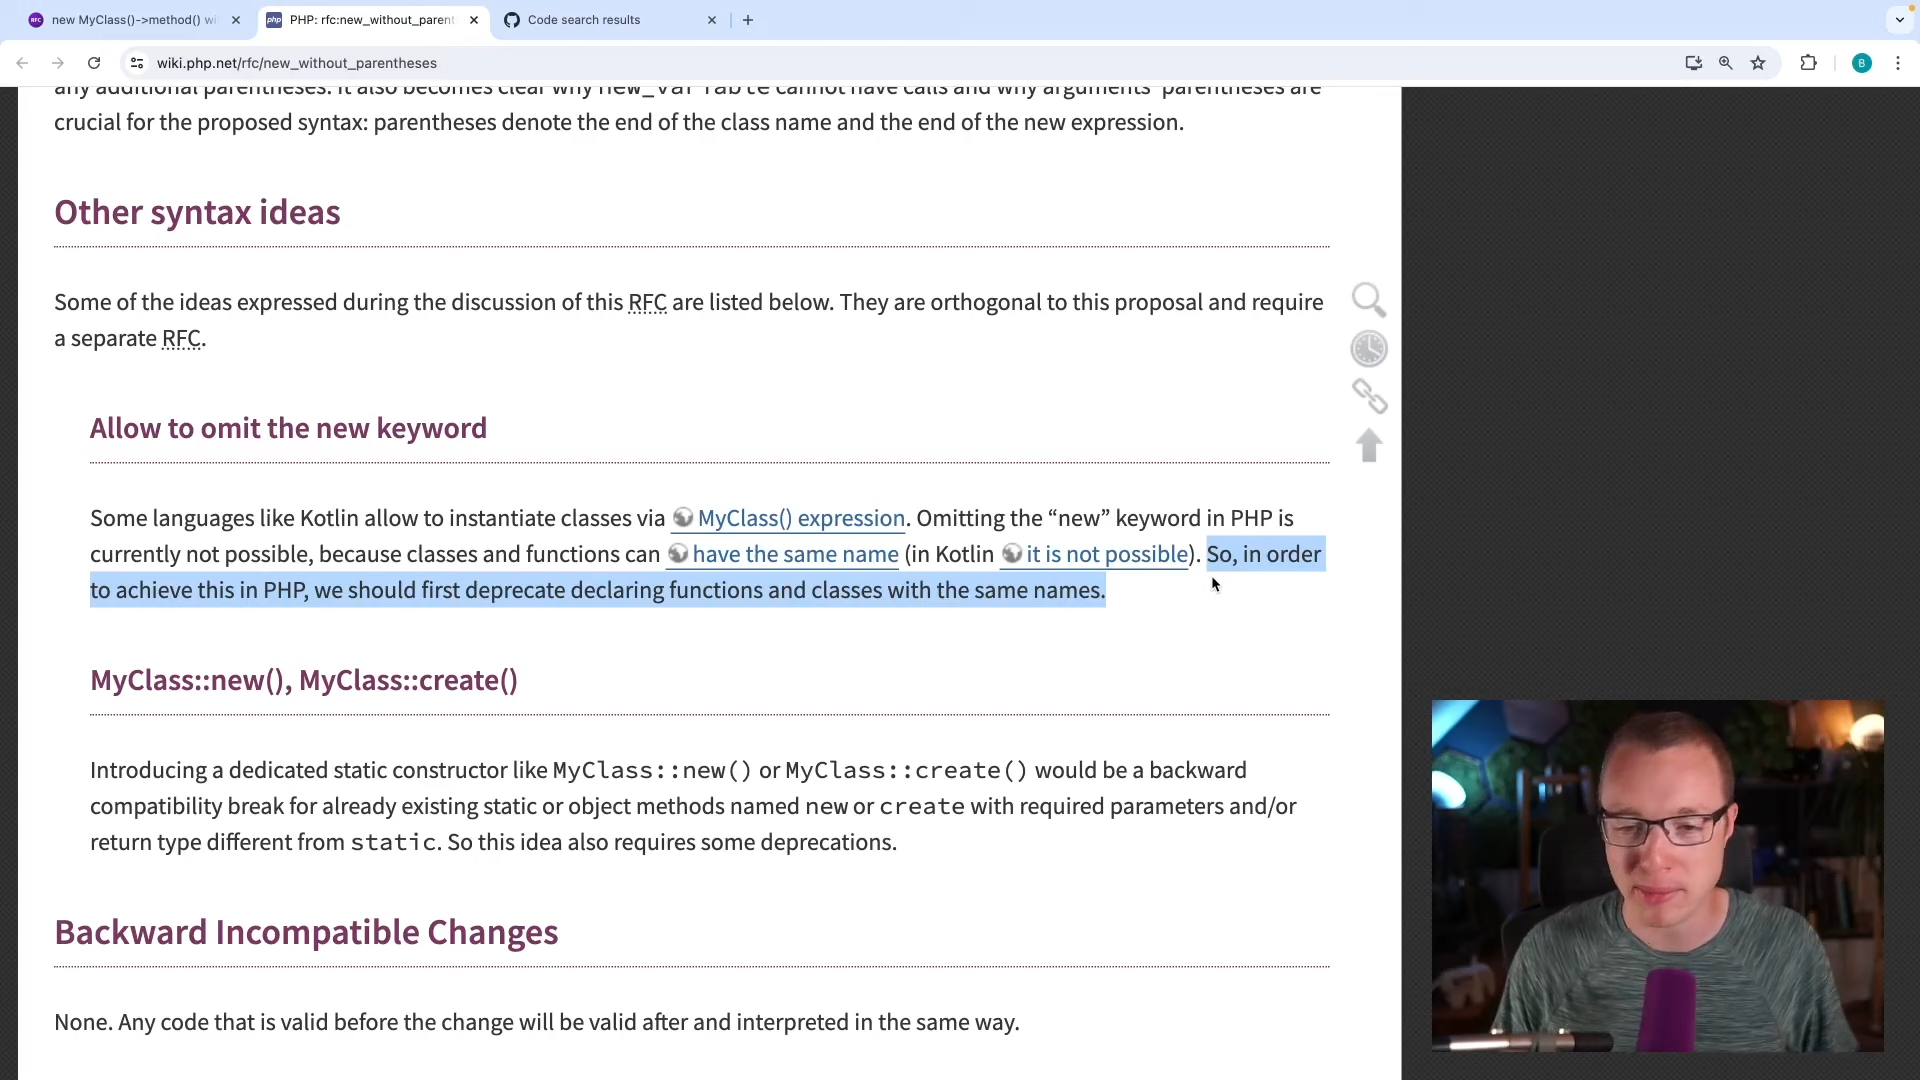 new MyClass()->method() wi
PHP: rfc:new_without_parent
Code search results
wiki.php.net/rfc/new_without_parentheses
B
any additional parentheses. It also becomes clear why new_variable cannot have calls and why arguments' parentheses are
crucial for the proposed syntax: parentheses denote the end of the class name and the end of the new expression.
Other syntax ideas
Some of the ideas expressed during the discussion of this RFC are listed below. They are orthogonal to this proposal and require
a separate RFC.
Allow to omit the new keyword
Some languages like Kotlin allow to instantiate classes via MyClass() expression. Omitting the “new” keyword in PHP is
currently not possible, because classes and functions can have the same name (in Kotlin it is not possible). So, in order
to achieve this in PHP, we should first deprecate declaring functions and classes with the same names.
MyClass::new(), MyClass::create()
Introducing a dedicated static constructor like MyClass::new() or MyClass::create() would be a backward
compatibility break for already existing static or object methods named new or create with required parameters and/or
return type different from static. So this idea also requires some deprecations.
Backward Incompatible Changes
None. Any code that is valid before the change will be valid after and interpreted in the same way.